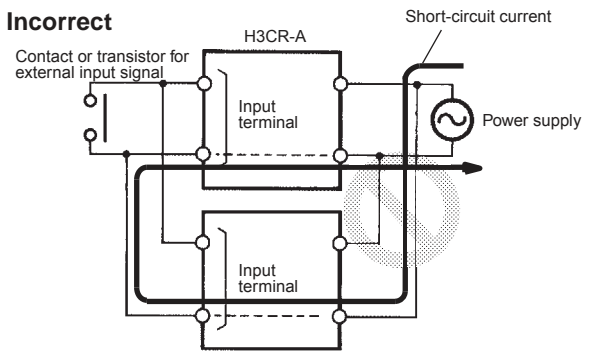 Incorrect
Short-circuit current
H3CR-A
Contact or transistor for
external input signal
Input
terminal
Power supply
Input
terminal